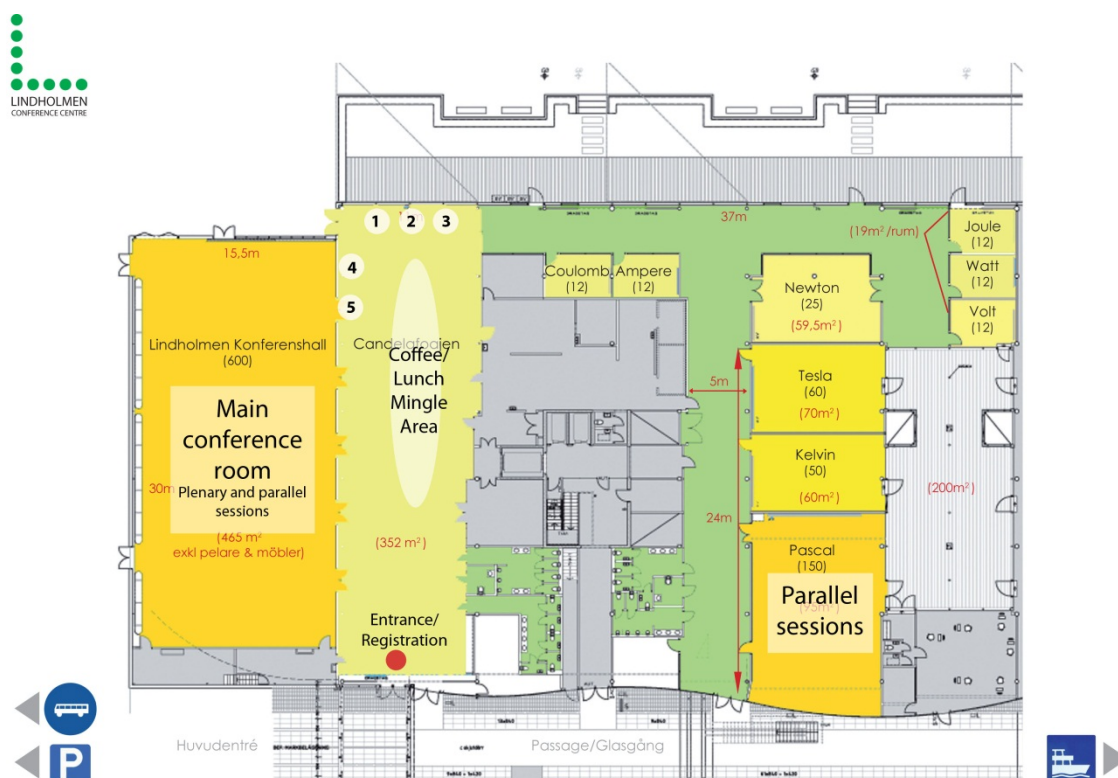 LINDHOLMEN
CONFERENCE CENTRE
1
2
3
37m
(19m²/rum)
Joule
(12)
15,5m
4
Coulomb
(12)
Ampere
(12)
Watt
(12)
Newton
(25)
(59,5m²)
5
Volt
(12)
Lindholmen Konferenshall
(600)
Candelafoajen
Coffee/
Lunch
Mingle
Area
5m
Tesla
(60)
(70m²)
Main
conference
room
Plenary and parallel
sessions
30m
(465 m²
exkl pelare & möbler)
(352 m²)
Kelvin
(50)
(60m²)
(200m²)
24m
Pascal
(150)
(95m²)
Parallel
sessions
Entrance/
Registration
Huvudentré
Passage/Glasgång
P